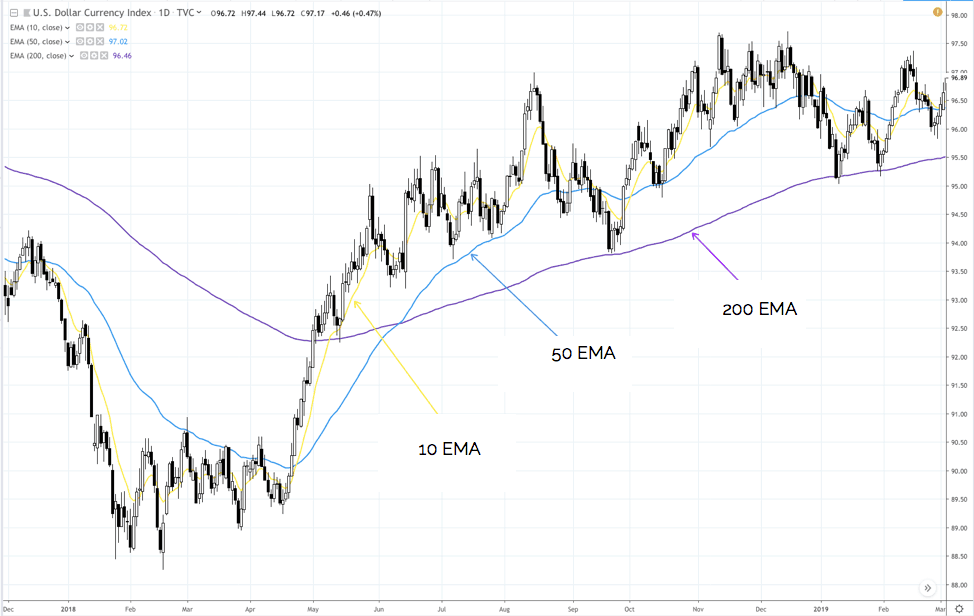 U.S. Dollar Currency Index 1D TVC O96.72 H97.44 L96.72 C97.17 +0.46 (+0.47%)
EMA (10, close) 96.72
EMA (50, close) 97.02
EMA (200, close) 96.46
98.00
97.50
97.00
96.89
96.50
96.00
95.50
95.00
94.50
94.00
93.50
93.00
92.50
92.00
91.50
91.00
90.50
90.00
89.50
89.00
88.50
88.00
200 EMA
50 EMA
10 EMA
Dec 2018 Feb Mar Apr May Jun Jul Aug Sep Oct Nov Dec 2019 Feb Mar